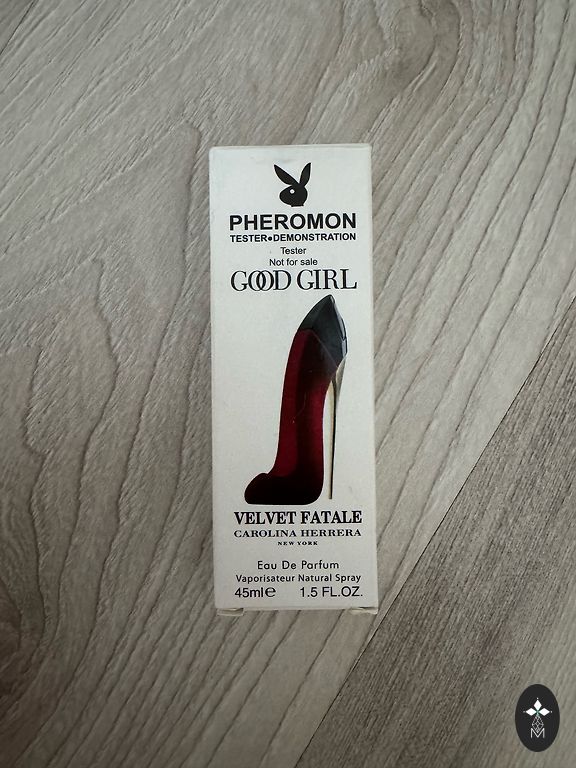 PHEROMON
TESTER•DEMONSTRATION
Tester
Not for sale
GOOD GIRL
VELVET FATALE
CAROLINA HERRERA
NEW YORK
Eau De Parfum
Vaporisateur Natural Spray
45ml℮ 1.5 FL.OZ.
M